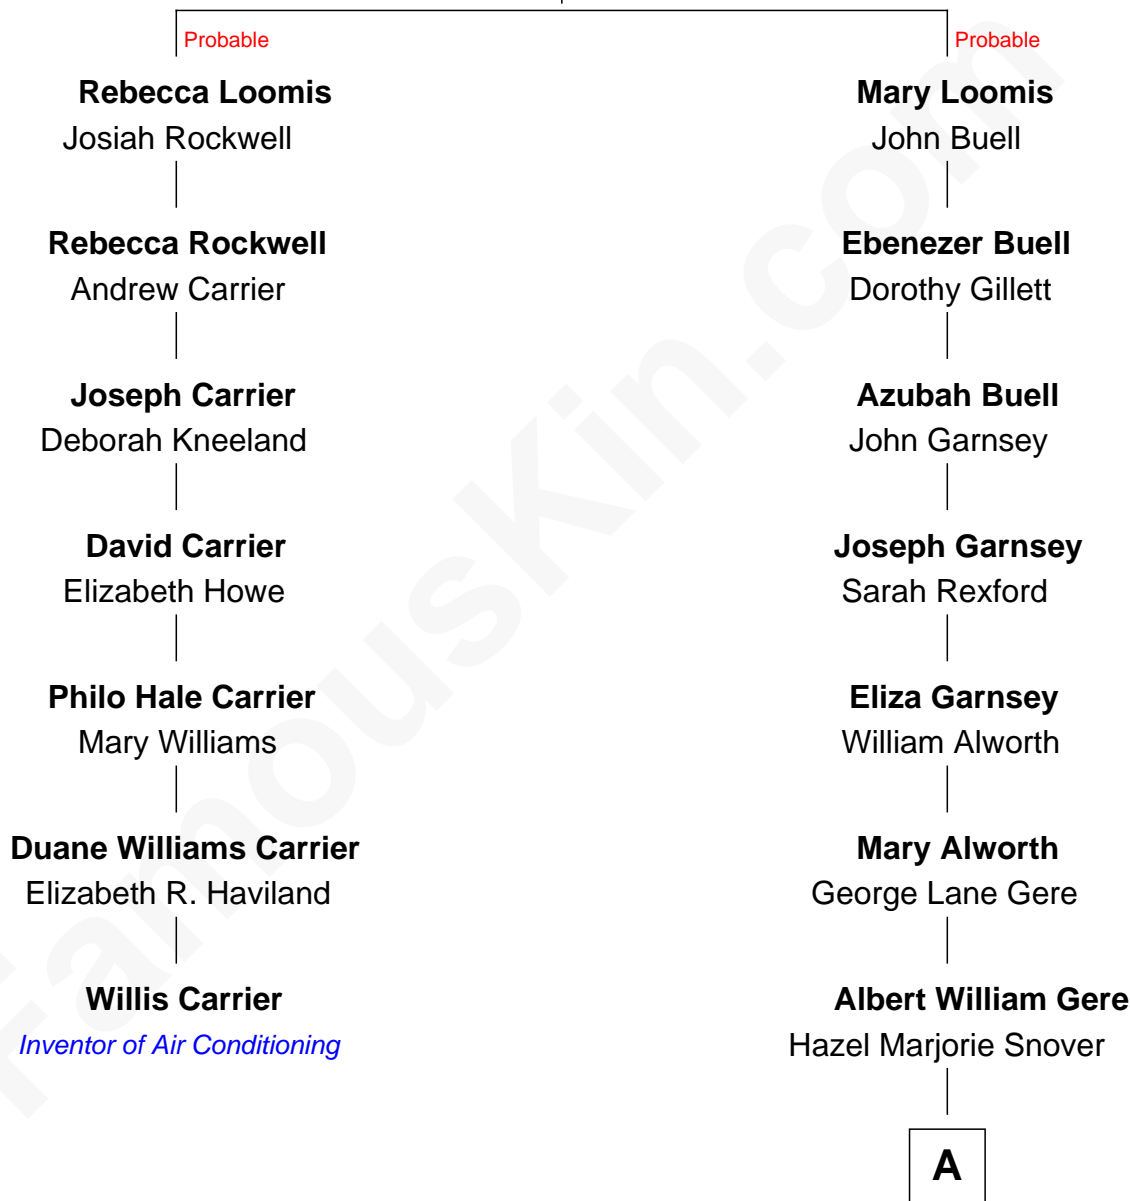 Probable
Rebecca Loomis
Josiah Rockwell
Rebecca Rockwell
Andrew Carrier
Joseph Carrier
Deborah Kneeland
David Carrier
Elizabeth Howe
Philo Hale Carrier
Mary Williams
Duane Williams Carrier
Elizabeth R. Haviland
Willis Carrier
Inventor of Air Conditioning
Probable
Mary Loomis
John Buell
Ebenezer Buell
Dorothy Gillett
Azubah Buell
John Garnsey
Joseph Garnsey
Sarah Rexford
Eliza Garnsey
William Alworth
Mary Alworth
George Lane Gere
Albert William Gere
Hazel Marjorie Snover
A
FamousKin.com